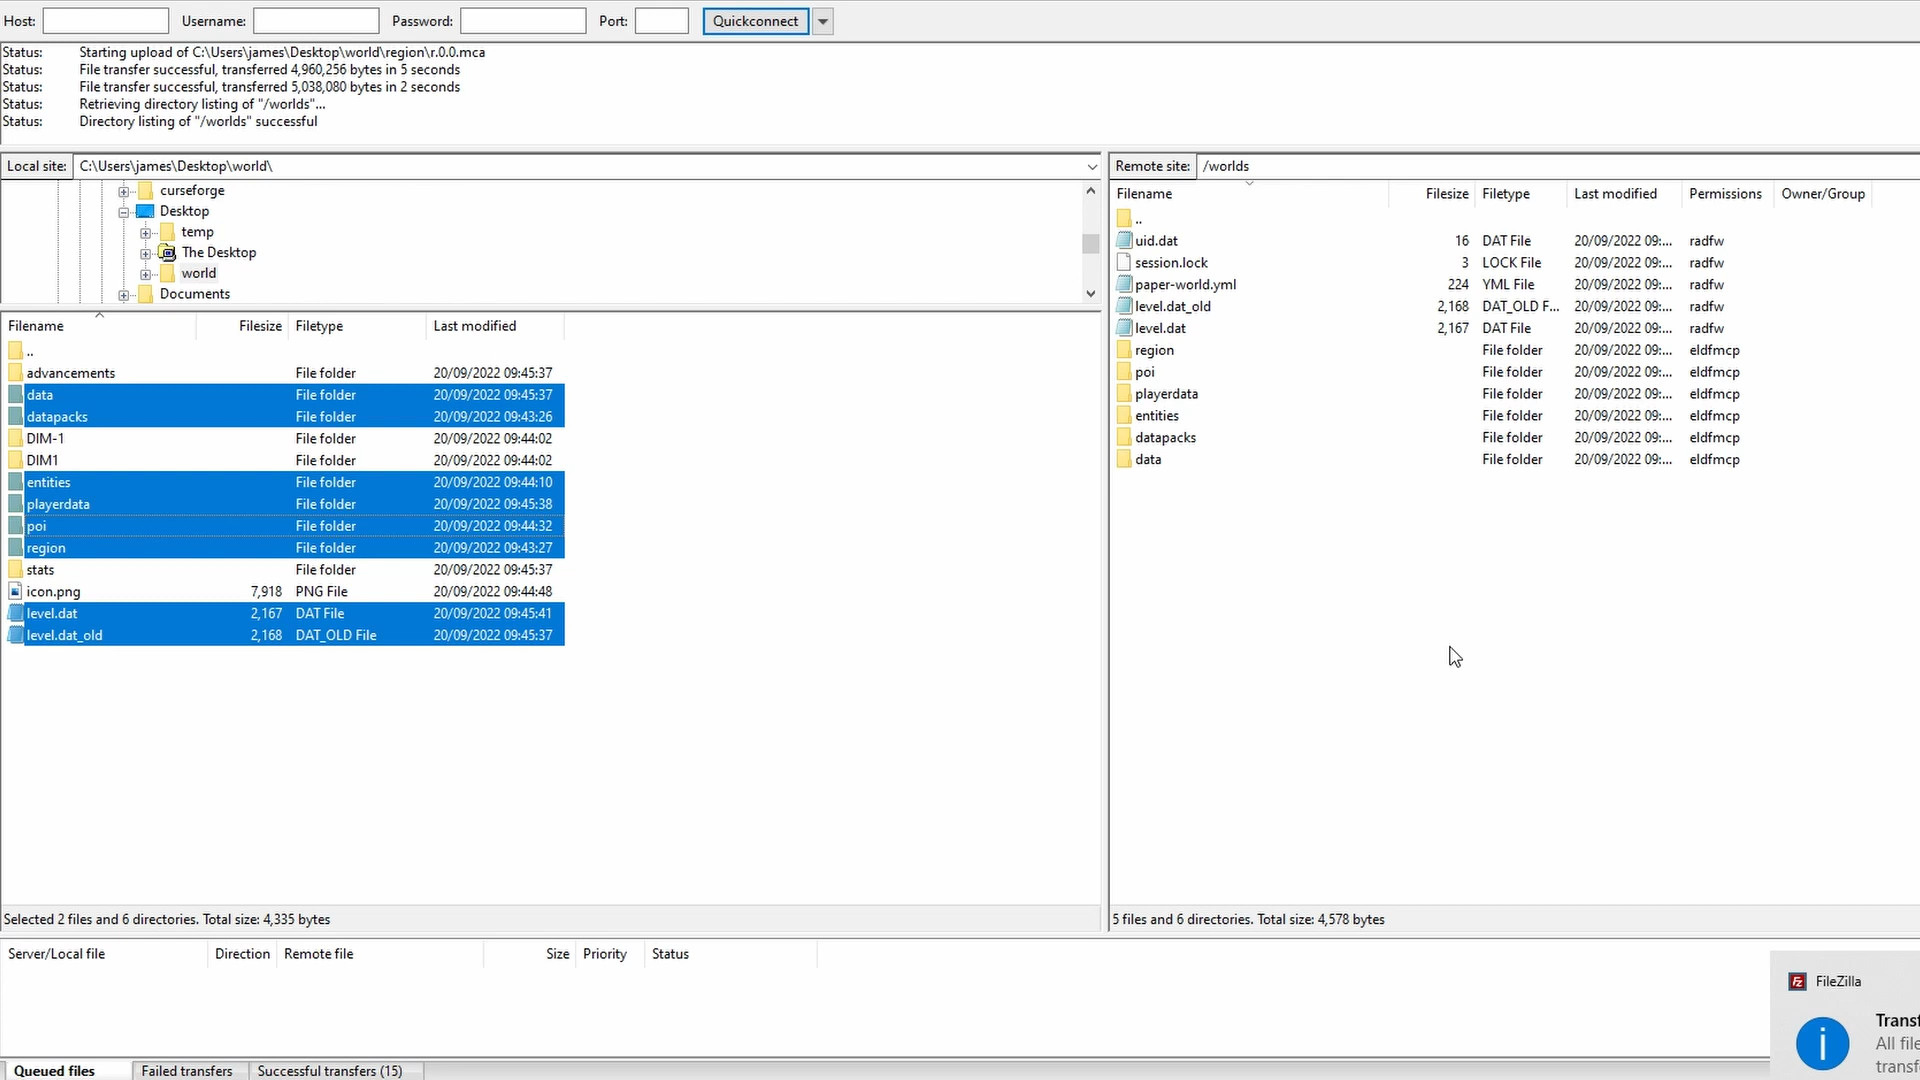 Host: Username: Password: Port: Quickconnect
Status: Starting upload of C:\Users\james\Desktop\world\region\r.0.0.mca
Status: File transfer successful, transferred 4,960,256 bytes in 5 seconds
Status: File transfer successful, transferred 5,038,080 bytes in 2 seconds
Status: Retrieving directory listing of "/worlds"...
Status: Directory listing of "/worlds" successful
Local site: C:\Users\james\Desktop\world\
curseforge
Desktop
temp
The Desktop
world
Documents
Filename Filesize Filetype Last modified
..
advancements File folder 20/09/2022 09:45:37
data File folder 20/09/2022 09:45:37
datapacks File folder 20/09/2022 09:43:26
DIM-1 File folder 20/09/2022 09:44:02
DIM1 File folder 20/09/2022 09:44:02
entities File folder 20/09/2022 09:44:10
playerdata File folder 20/09/2022 09:45:38
poi File folder 20/09/2022 09:44:32
region File folder 20/09/2022 09:43:27
stats File folder 20/09/2022 09:45:37
icon.png 7,918 PNG File 20/09/2022 09:44:48
level.dat 2,167 DAT File 20/09/2022 09:45:41
level.dat_old 2,168 DAT_OLD File 20/09/2022 09:45:37
Selected 2 files and 6 directories. Total size: 4,335 bytes
Remote site: /worlds
Filename Filesize Filetype Last modified Permissions Owner/Group
..
uid.dat 16 DAT File 20/09/2022 09:... radfw
session.lock 3 LOCK File 20/09/2022 09:... radfw
paper-world.yml 224 YML File 20/09/2022 09:... radfw
level.dat_old 2,168 DAT_OLD F... 20/09/2022 09:... radfw
level.dat 2,167 DAT File 20/09/2022 09:... radfw
region File folder 20/09/2022 09:... eldfmcp
poi File folder 20/09/2022 09:... eldfmcp
playerdata File folder 20/09/2022 09:... eldfmcp
entities File folder 20/09/2022 09:... eldfmcp
datapacks File folder 20/09/2022 09:... eldfmcp
data File folder 20/09/2022 09:... eldfmcp
5 files and 6 directories. Total size: 4,578 bytes
Server/Local file Direction Remote file Size Priority Status
FileZilla
Transf
All file
transf
Queued files Failed transfers Successful transfers (15)